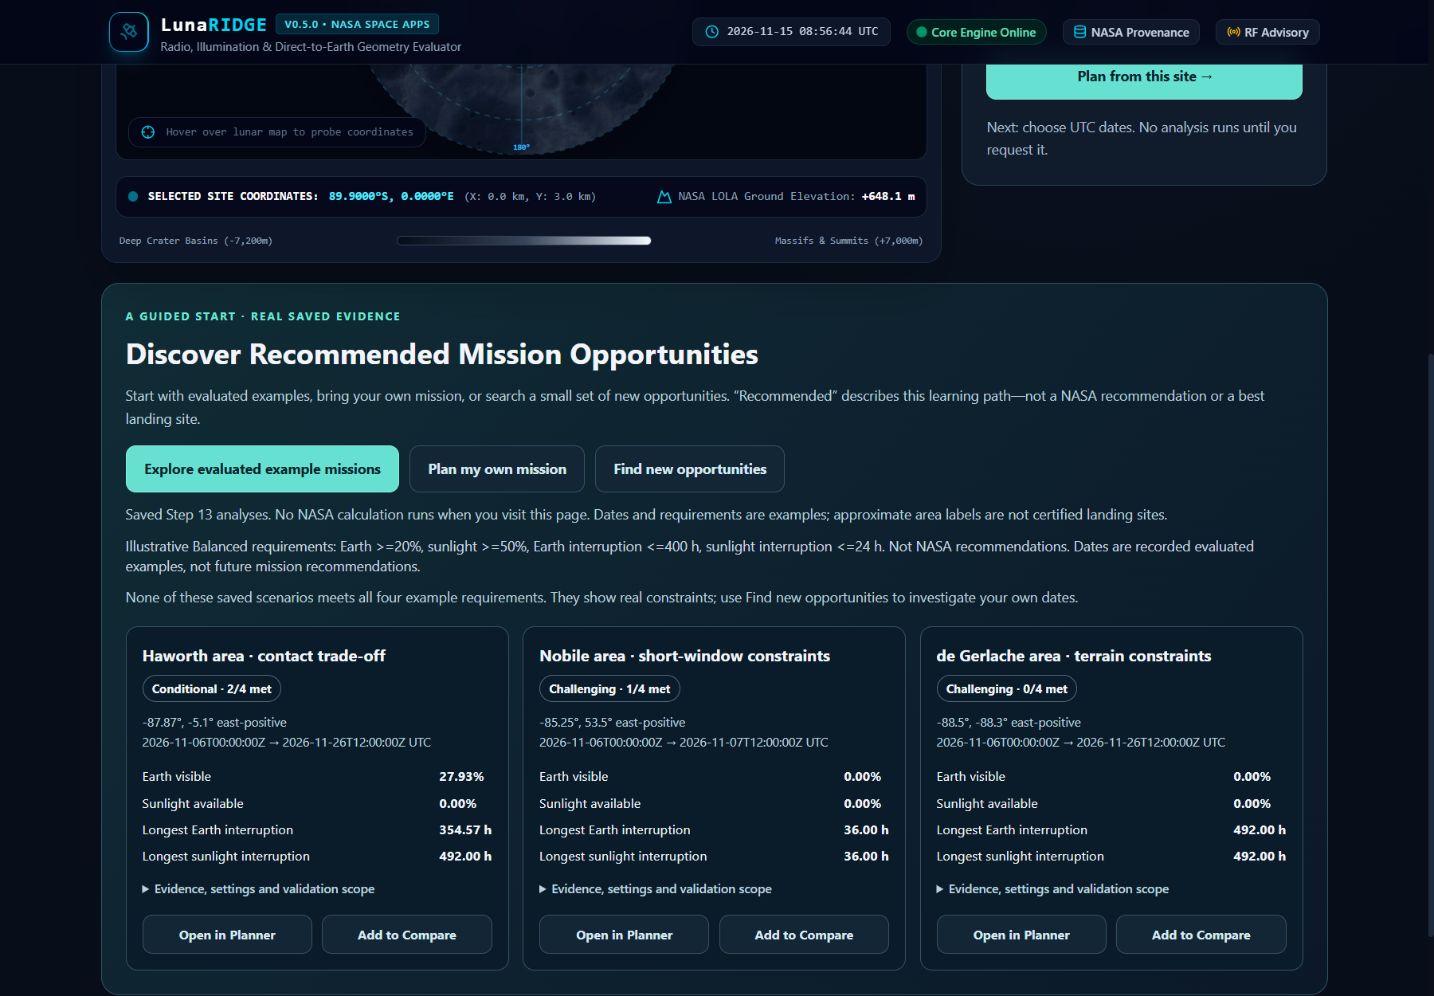 LunaRIDGE
V0.5.0 • NASA SPACE APPS
Radio, Illumination & Direct-to-Earth Geometry Evaluator
2026-11-15 08:56:44 UTC
Core Engine Online
NASA Provenance
RF Advisory
Plan from this site →
Hover over lunar map to probe coordinates
180°
Next: choose UTC dates. No analysis runs until you
request it.
SELECTED SITE COORDINATES: 89.9000°S, 0.0000°E (X: 0.0 km, Y: 3.0 km)
NASA LOLA Ground Elevation: +648.1 m
Deep Crater Basins (-7,200m)
Massifs & Summits (+7,000m)
A GUIDED START · REAL SAVED EVIDENCE
Discover Recommended Mission Opportunities
Start with evaluated examples, bring your own mission, or search a small set of new opportunities. “Recommended” describes this learning path—not a NASA recommendation or a best
landing site.
Explore evaluated example missions
Plan my own mission
Find new opportunities
Saved Step 13 analyses. No NASA calculation runs when you visit this page. Dates and requirements are examples; approximate area labels are not certified landing sites.
Illustrative Balanced requirements: Earth >=20%, sunlight >=50%, Earth interruption <=400 h, sunlight interruption <=24 h. Not NASA recommendations. Dates are recorded evaluated
examples, not future mission recommendations.
None of these saved scenarios meets all four example requirements. They show real constraints; use Find new opportunities to investigate your own dates.
Haworth area · contact trade-off
Conditional · 2/4 met
-87.87°, -5.1° east-positive
2026-11-06T00:00:00Z → 2026-11-26T12:00:00Z UTC
Earth visible 27.93%
Sunlight available 0.00%
Longest Earth interruption 354.57 h
Longest sunlight interruption 492.00 h
▶ Evidence, settings and validation scope
Open in Planner
Add to Compare
Nobile area · short-window constraints
Challenging · 1/4 met
-85.25°, 53.5° east-positive
2026-11-06T00:00:00Z → 2026-11-07T12:00:00Z UTC
Earth visible 0.00%
Sunlight available 0.00%
Longest Earth interruption 36.00 h
Longest sunlight interruption 36.00 h
▶ Evidence, settings and validation scope
Open in Planner
Add to Compare
de Gerlache area · terrain constraints
Challenging · 0/4 met
-88.5°, -88.3° east-positive
2026-11-06T00:00:00Z → 2026-11-26T12:00:00Z UTC
Earth visible 0.00%
Sunlight available 0.00%
Longest Earth interruption 492.00 h
Longest sunlight interruption 492.00 h
▶ Evidence, settings and validation scope
Open in Planner
Add to Compare